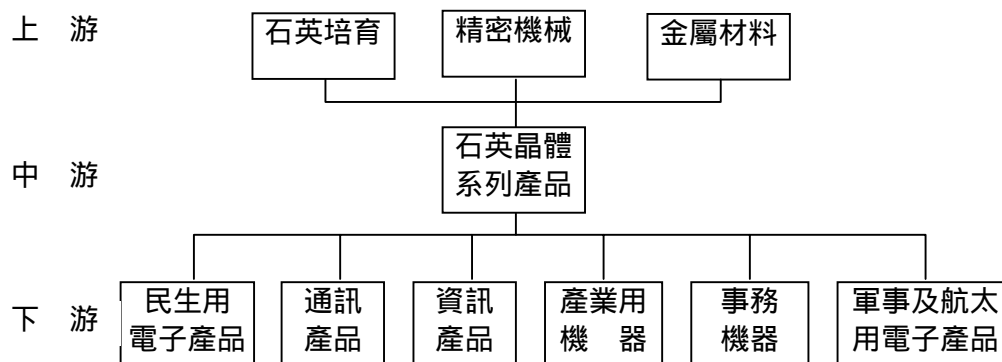 上 游 石英培育 精密機械 金屬材料
中 游 石英晶體
系列產品
下 游 民生用
電子產品
通訊
產品
資訊
產品
產業用
機 器
事務
機器
軍事及航太
用電子產品